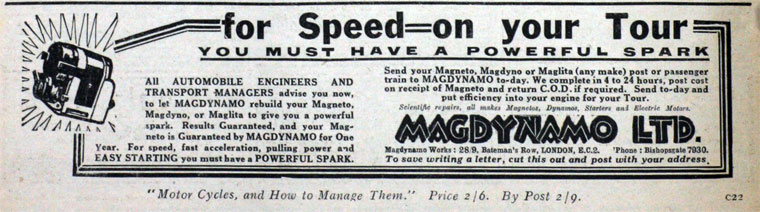 for Speed=on your Tour
YOU MUST HAVE A POWERFUL SPARK
All AUTOMOBILE ENGINEERS AND
TRANSPORT MANAGERS advise you now,
to let MAGDYNAMO rebuild your Magneto,
Magdyno, or Maglita to give you a powerful
spark. Results Guaranteed, and your Mag-
neto is Guaranteed by MAGDYNAMO for One
Year. For speed, fast acceleration, pulling power and
EASY STARTING you must have a POWERFUL SPARK.
Send your Magneto, Magdyno or Maglita (any make) post or passenger
train to MAGDYNAMO to-day. We complete in 4 to 24 hours, post cost
on receipt of Magneto and return C.O.D. if required. Send to-day and
put efficiency into your engine for your Tour.
Scientific repairs, all makes Magnetos, Dynamos, Starters and Electric Motors.
MAGDYNAMO LTD.
Magdynamo Works: 28/9, Bateman's Row, LONDON, E.C.2. 'Phone: Bishopsgate 7930.
To save writing a letter, cut this out and post with your address.
"Motor Cycles, and How to Manage Them." Price 2/6. By Post 2/9.
C22